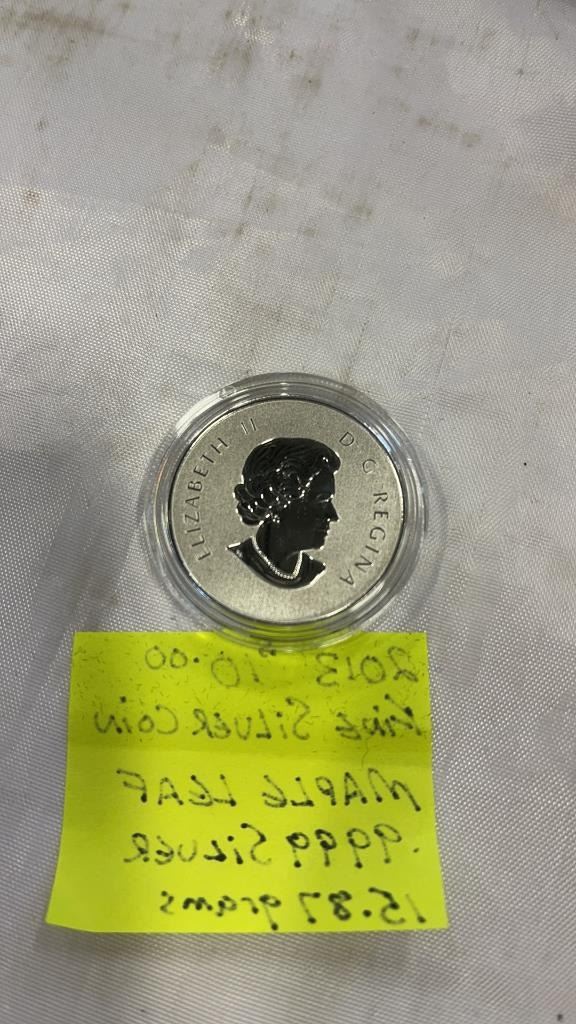 ELIZABETH II D G REGINA
2013 $10.00
FINE SILVER COIN
MAPLE LEAF
.9999 SILVER
15.87 grams